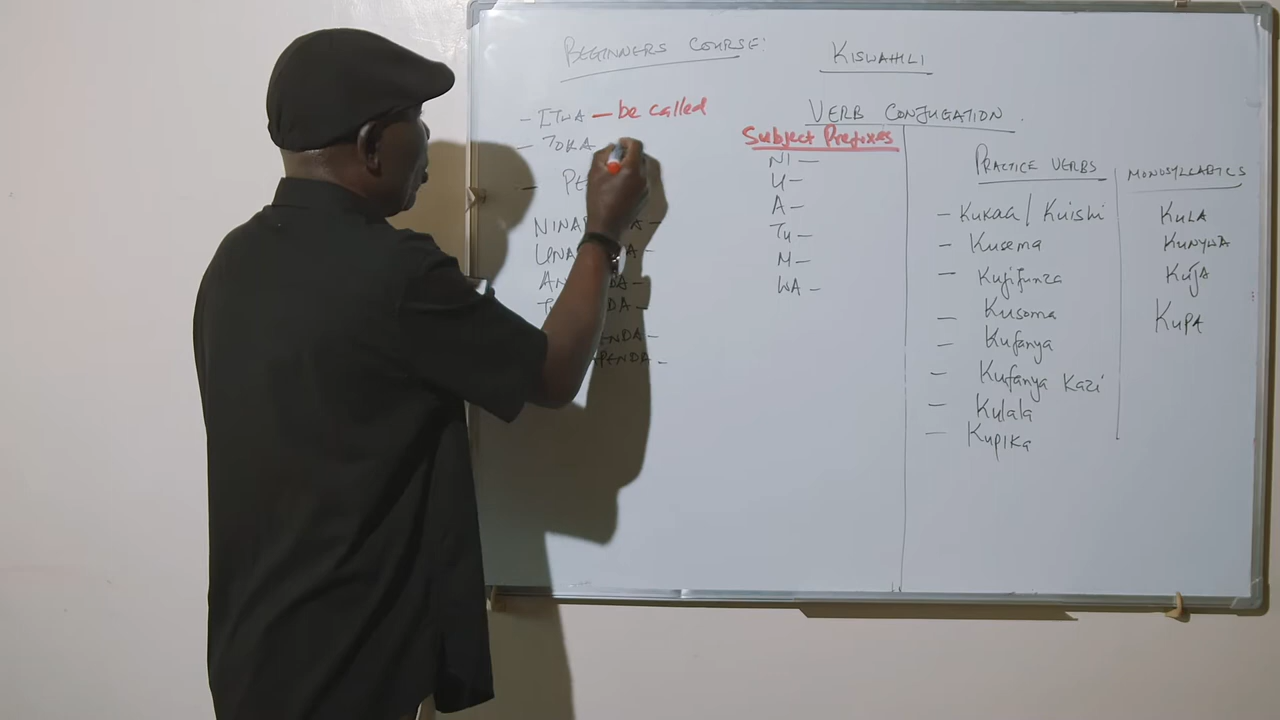 BEGINNERS COURSE:
KISWAHILI
- ITWA - be called
- TOKA
VERB CONJUGATION.
Subject Prefixes
NI -
U -
A -
TU -
M -
WA -
PRACTICE VERBS
- Kukaa / Kuishi
- Kusema
- Kujifunza
- Kusoma
- Kufanya
- Kufanya Kazi
- Kulala
- Kupika
MONOSYLLABTICS
KULA
KUNYWA
KUJA
KUPA